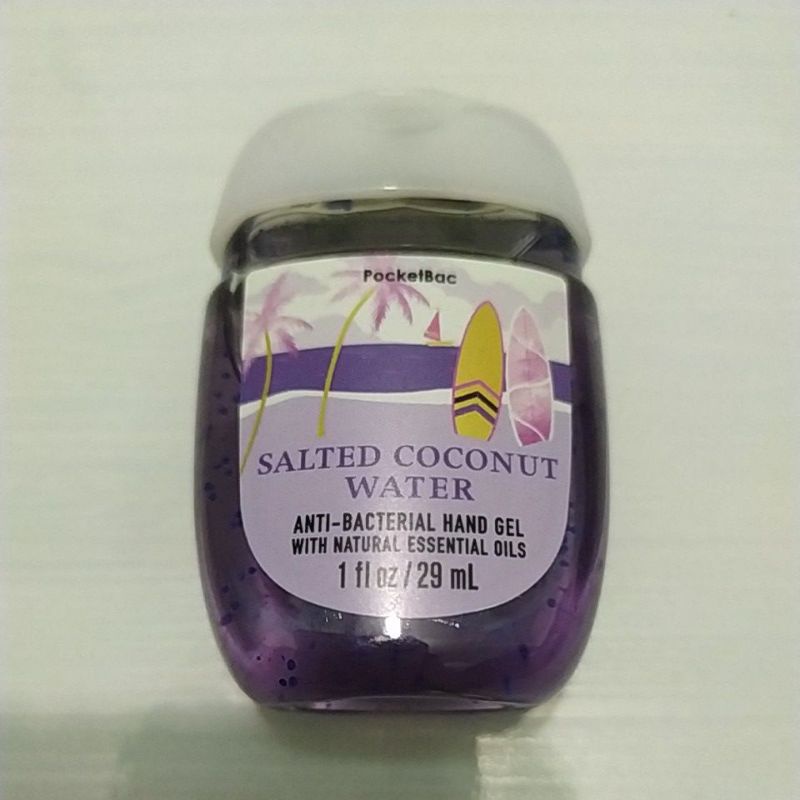 PocketBac
SALTED COCONUT
WATER
ANTI-BACTERIAL HAND GEL
WITH NATURAL ESSENTIAL OILS
1 fl oz / 29 mL